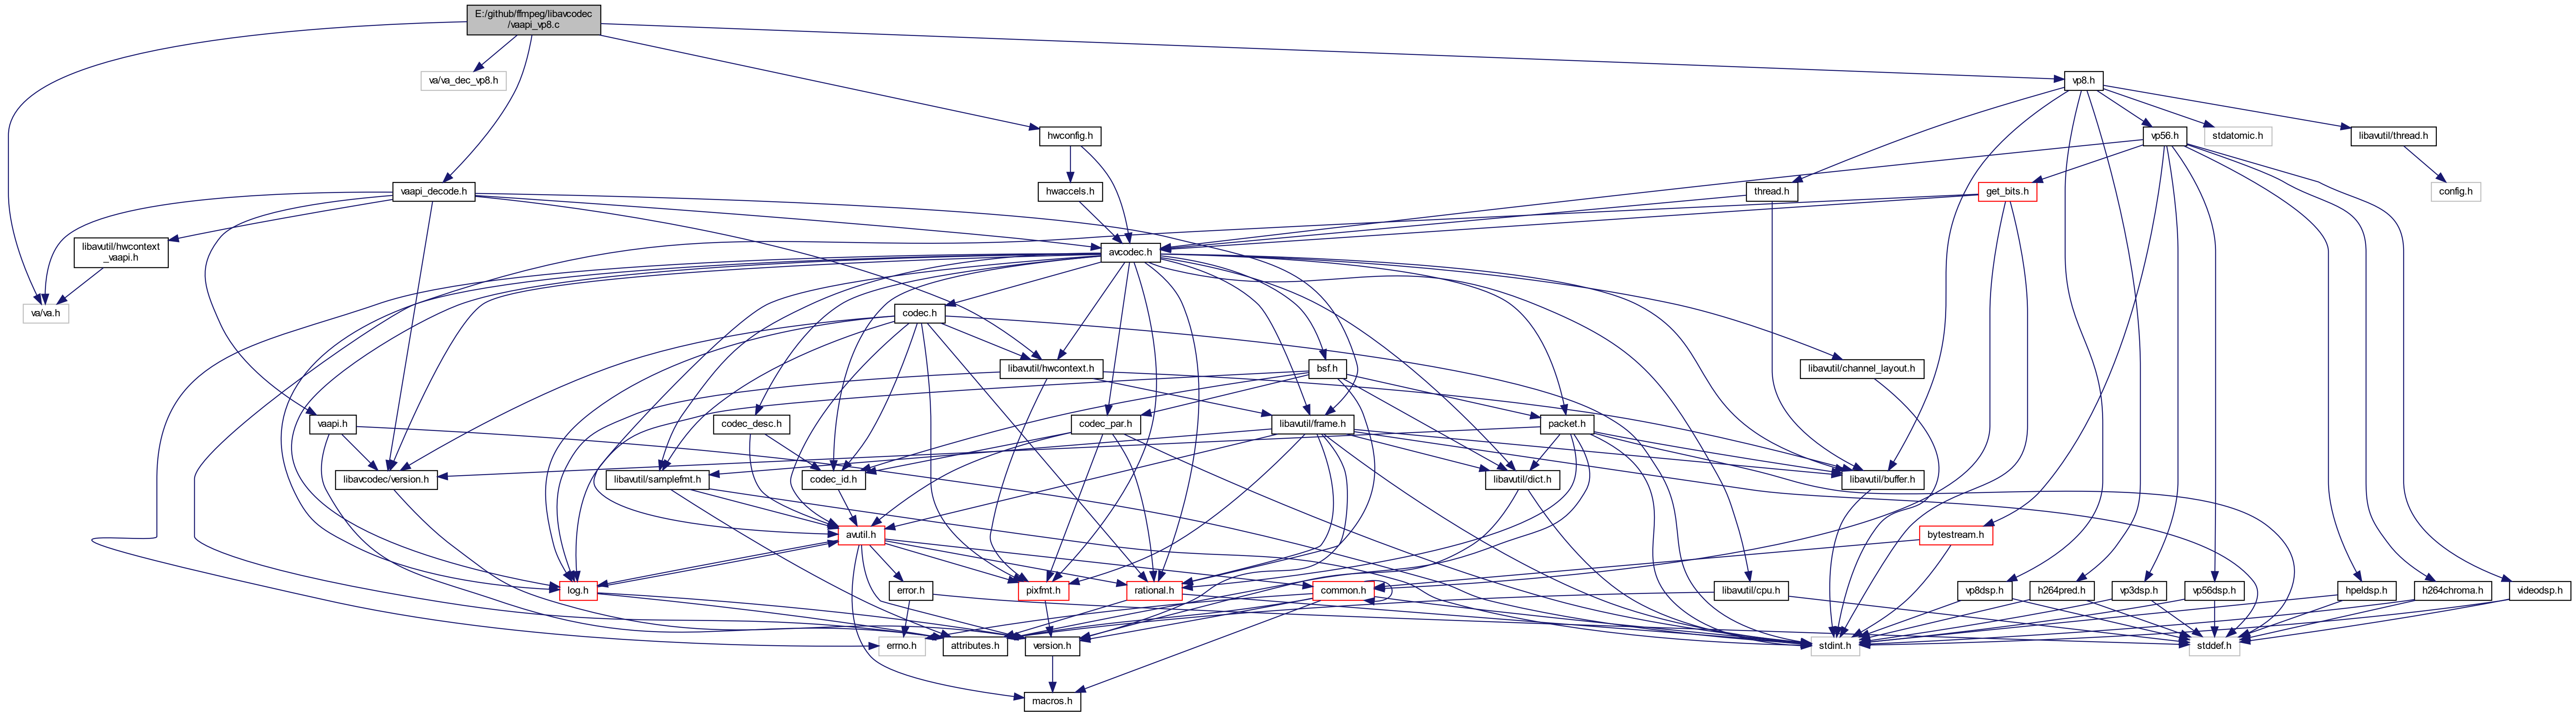 E:/github/ffmpeg/libavcodec
/vaapi_vp8.c
va/va_dec_vp8.h
vp8.h
hwconfig.h
vp56.h
stdatomic.h
libavutil/thread.h
vaapi_decode.h
hwaccels.h
thread.h
get_bits.h
config.h
libavutil/hwcontext
_vaapi.h
avcodec.h
va/va.h
codec.h
libavutil/hwcontext.h
bsf.h
libavutil/channel_layout.h
vaapi.h
codec_desc.h
codec_par.h
libavutil/frame.h
packet.h
libavcodec/version.h
libavutil/samplefmt.h
codec_id.h
libavutil/dict.h
libavutil/buffer.h
avutil.h
bytestream.h
log.h
error.h
pixfmt.h
rational.h
common.h
libavutil/cpu.h
vp8dsp.h
h264pred.h
vp3dsp.h
vp56dsp.h
hpeldsp.h
h264chroma.h
videodsp.h
errno.h
attributes.h
version.h
stdint.h
stddef.h
macros.h